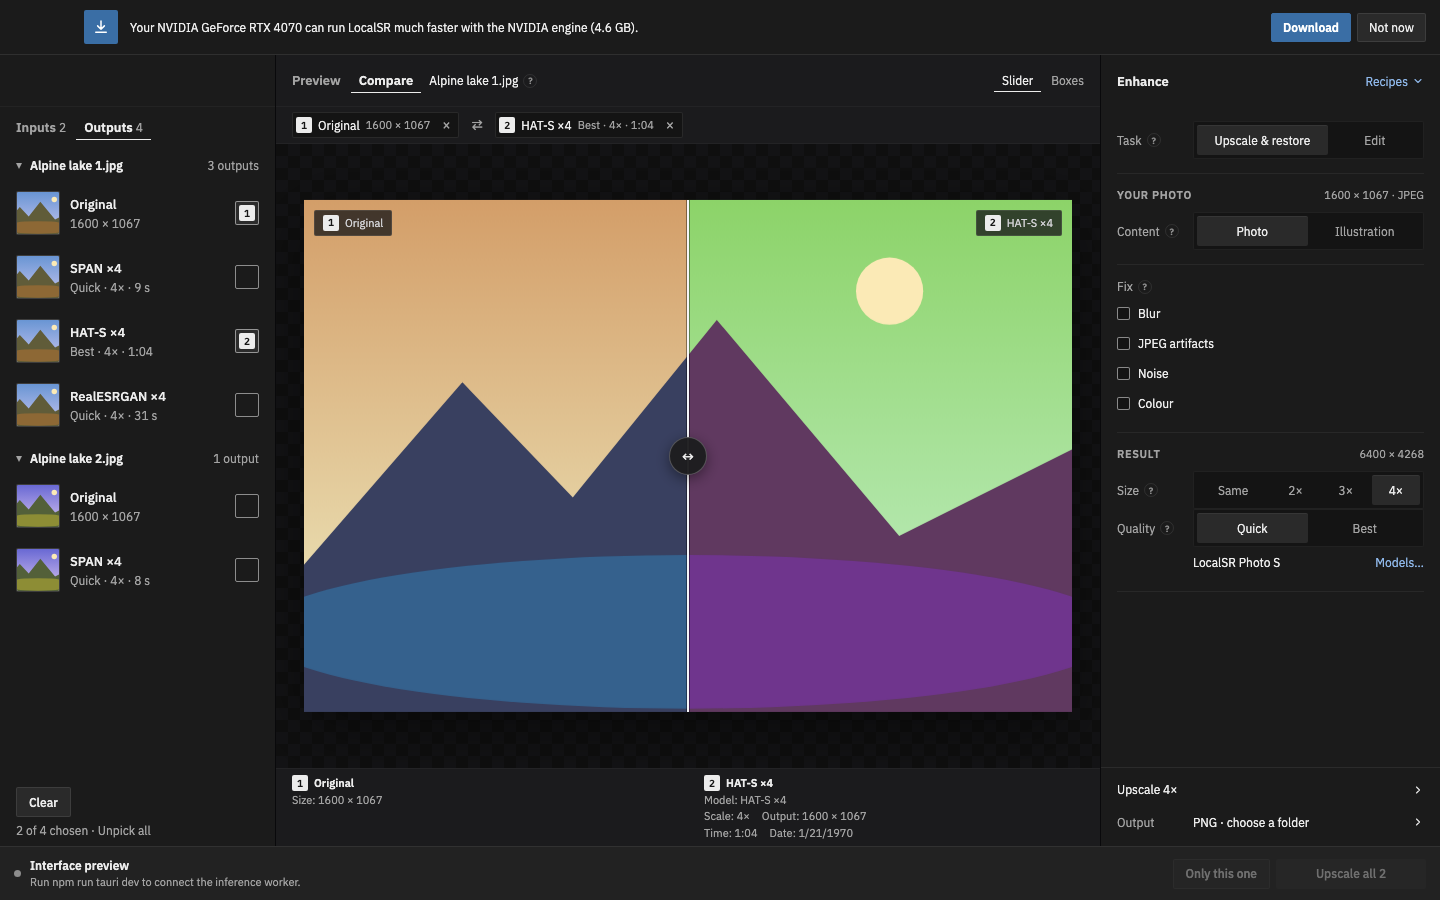 Your NVIDIA GeForce RTX 4070 can run LocalSR much faster with the NVIDIA engine (4.6 GB).
Download
Not now
Preview
Compare
Alpine lake 1.jpg
?
Slider
Boxes
Enhance
Recipes
Inputs 2
Outputs 4
1 Original 1600 × 1067 ×
⇄
2 HAT-S ×4 Best · 4× · 1:04 ×
Alpine lake 1.jpg
3 outputs
Original
1600 × 1067
1
SPAN ×4
Quick · 4× · 9 s
HAT-S ×4
Best · 4× · 1:04
2
RealESRGAN ×4
Quick · 4× · 31 s
Alpine lake 2.jpg
1 output
Original
1600 × 1067
SPAN ×4
Quick · 4× · 8 s
Clear
2 of 4 chosen · Unpick all
1 Original
2 HAT-S ×4
1 Original
Size: 1600 × 1067
2 HAT-S ×4
Model: HAT-S ×4
Scale: 4× Output: 1600 × 1067
Time: 1:04 Date: 1/21/1970
Task ?
Upscale & restore
Edit
YOUR PHOTO
1600 × 1067 · JPEG
Content ?
Photo
Illustration
Fix ?
Blur
JPEG artifacts
Noise
Colour
RESULT
6400 × 4268
Size ?
Same
2×
3×
4×
Quality ?
Quick
Best
LocalSR Photo S
Models...
Upscale 4×
Output
PNG · choose a folder
Interface preview
Run npm run tauri dev to connect the inference worker.
Only this one
Upscale all 2